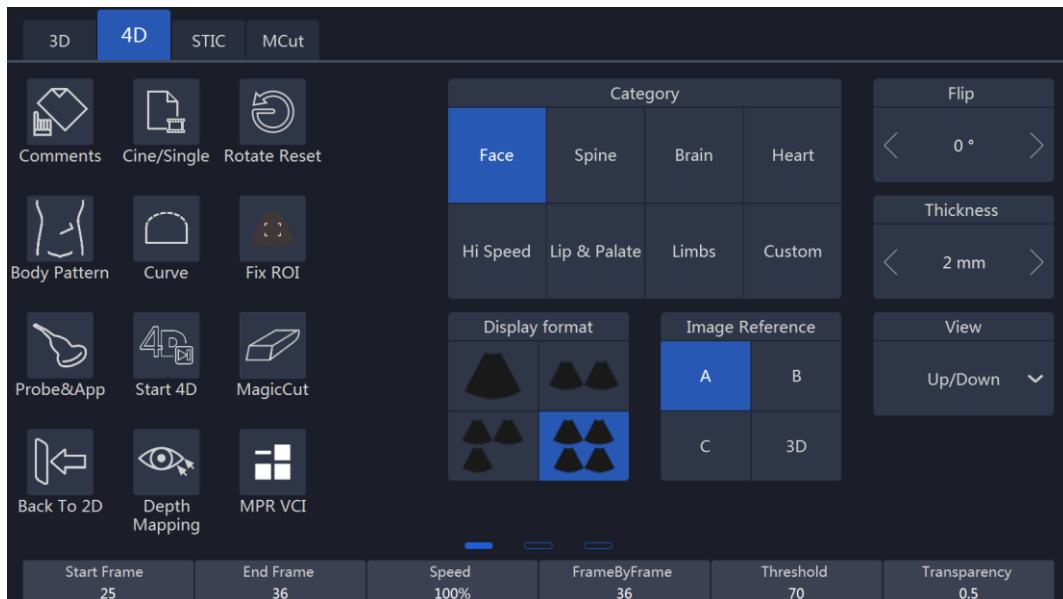 3D 4D STIC MCut
Comments Cine/Single Rotate Reset
Body Pattern Curve Fix ROI
Probe&App Start 4D MagicCut
4D
Back To 2D Depth Mapping MPR VCI
Category
Face Spine Brain Heart
Hi Speed Lip & Palate Limbs Custom
Display format
Image Reference
A B
C 3D
Flip
0 °
Thickness
2 mm
View
Up/Down
Start Frame End Frame Speed FrameByFrame Threshold Transparency
25 36 100% 36 70 0.5